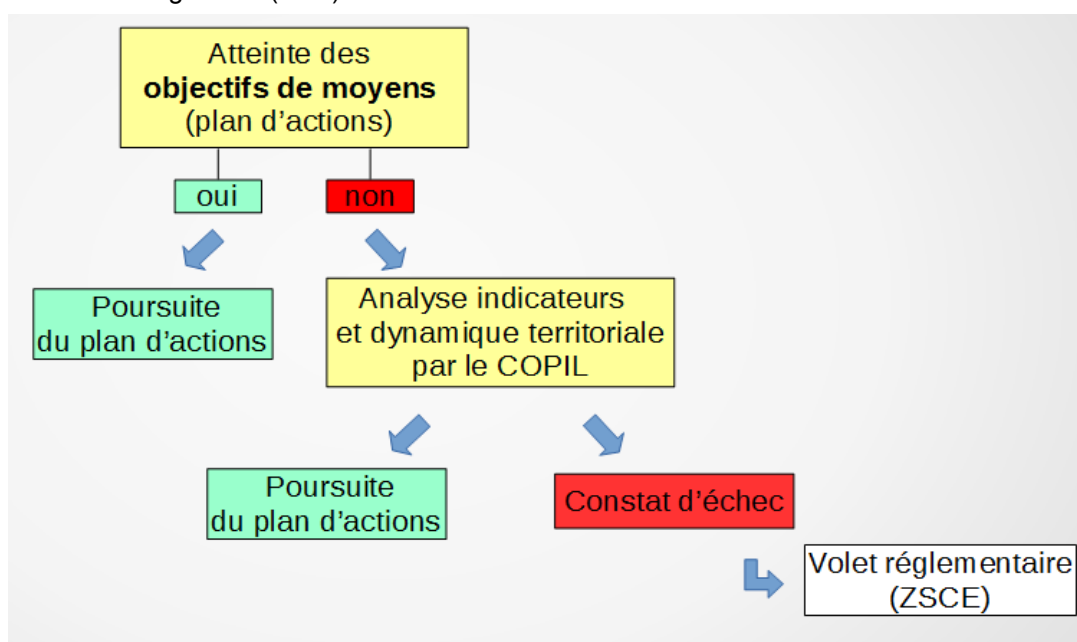 Atteinte des
objectifs de moyens
(plan d'actions)
oui
non
Poursuite
du plan d'actions
Analyse indicateurs
et dynamique territoriale
par le COPIL
Poursuite
du plan d'actions
Constat d'échec
Volet réglementaire
(ZSCE)